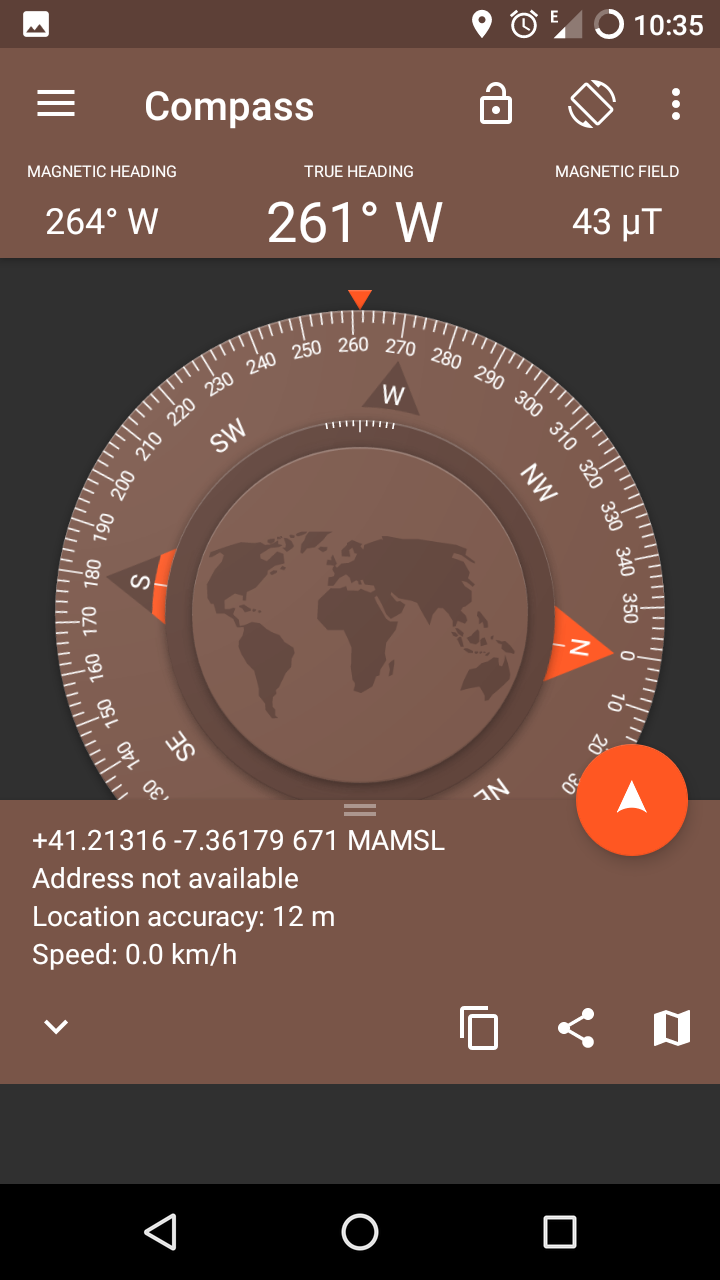 E 10:35
Compass
MAGNETIC HEADING TRUE HEADING MAGNETIC FIELD
264° W 261° W 43 µT
260
250 270
240 280
230 290
W
220 300
210 SW 310
200 NW 320
190 330
180 S 340
170 350
N
160 0
150 10
140 SE 20
130 NE 30
+41.21316 -7.36179 671 MAMSL
Address not available
Location accuracy: 12 m
Speed: 0.0 km/h